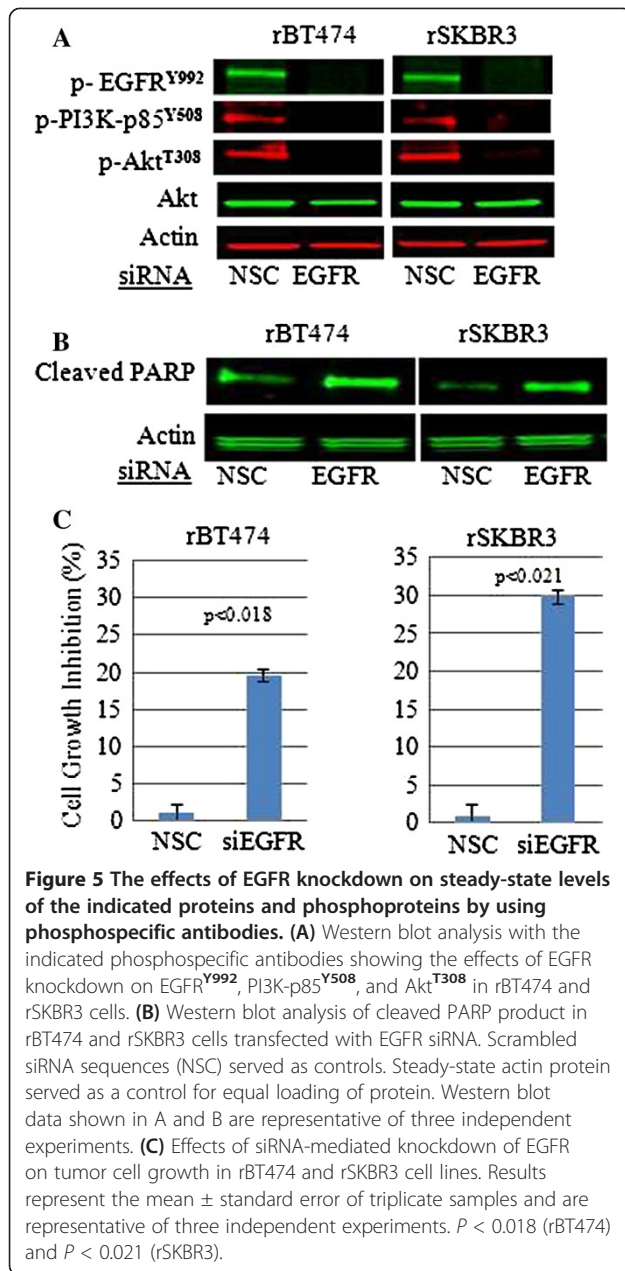 A
rBT474 rSKBR3
p- EGFRY992
p-PI3K-p85Y508
p-AktT308
Akt
Actin
siRNA NSC EGFR NSC EGFR
B
rBT474 rSKBR3
Cleaved PARP
Actin
siRNA NSC EGFR NSC EGFR
C
rBT474
Cell Growth Inhibition (%)
35
30
25
20
15
10
5
0
p<0.018
NSC siEGFR
rSKBR3
35
30
25
20
15
10
5
0
p<0.021
NSC siEGFR
Figure 5 The effects of EGFR knockdown on steady-state levels
of the indicated proteins and phosphoproteins by using
phosphospecific antibodies. (A) Western blot analysis with the
indicated phosphospecific antibodies showing the effects of EGFR
knockdown on EGFRY992, PI3K-p85Y508, and AktT308 in rBT474 and
rSKBR3 cells. (B) Western blot analysis of cleaved PARP product in
rBT474 and rSKBR3 cells transfected with EGFR siRNA. Scrambled
siRNA sequences (NSC) served as controls. Steady-state actin protein
served as a control for equal loading of protein. Western blot
data shown in A and B are representative of three independent
experiments. (C) Effects of siRNA-mediated knockdown of EGFR
on tumor cell growth in rBT474 and rSKBR3 cell lines. Results
represent the mean ± standard error of triplicate samples and are
representative of three independent experiments. P < 0.018 (rBT474)
and P < 0.021 (rSKBR3).